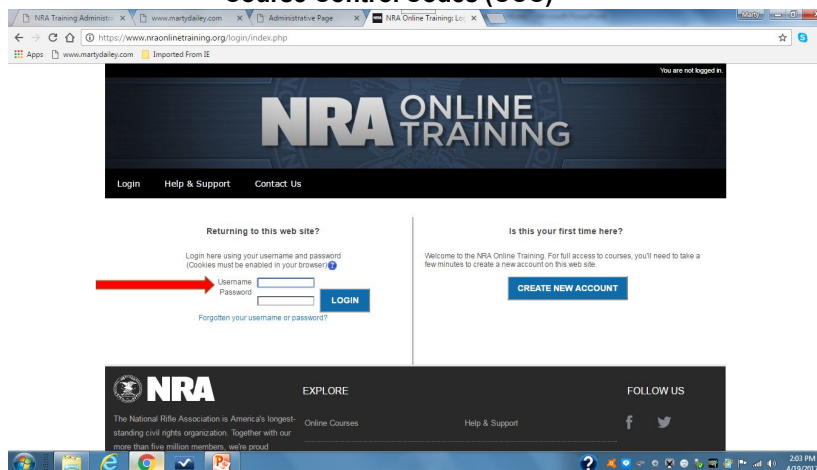 Course Control Codes (CCC)
NRA Training Administr
www.martydailey.com
Administrative Page
NRA Online Training: Log
https://www.nraonlinetraining.org/login/index.php
Apps
www.martydailey.com
Imported From IE
You are not logged in.
NRA ONLINE TRAINING
Login
Help & Support
Contact Us
Returning to this web site?
Login here using your username and password
(Cookies must be enabled in your browser)
Username
Password
LOGIN
Forgotten your username or password?
Is this your first time here?
Welcome to the NRA Online Training. For full access to courses, you'll need to take a
few minutes to create a new account on this web site.
CREATE NEW ACCOUNT
NRA
The National Rifle Association is America's longest-
standing civil rights organization. Together with our
more than five million members, we're proud
EXPLORE
Online Courses
Help & Support
FOLLOW US
2:03 PM